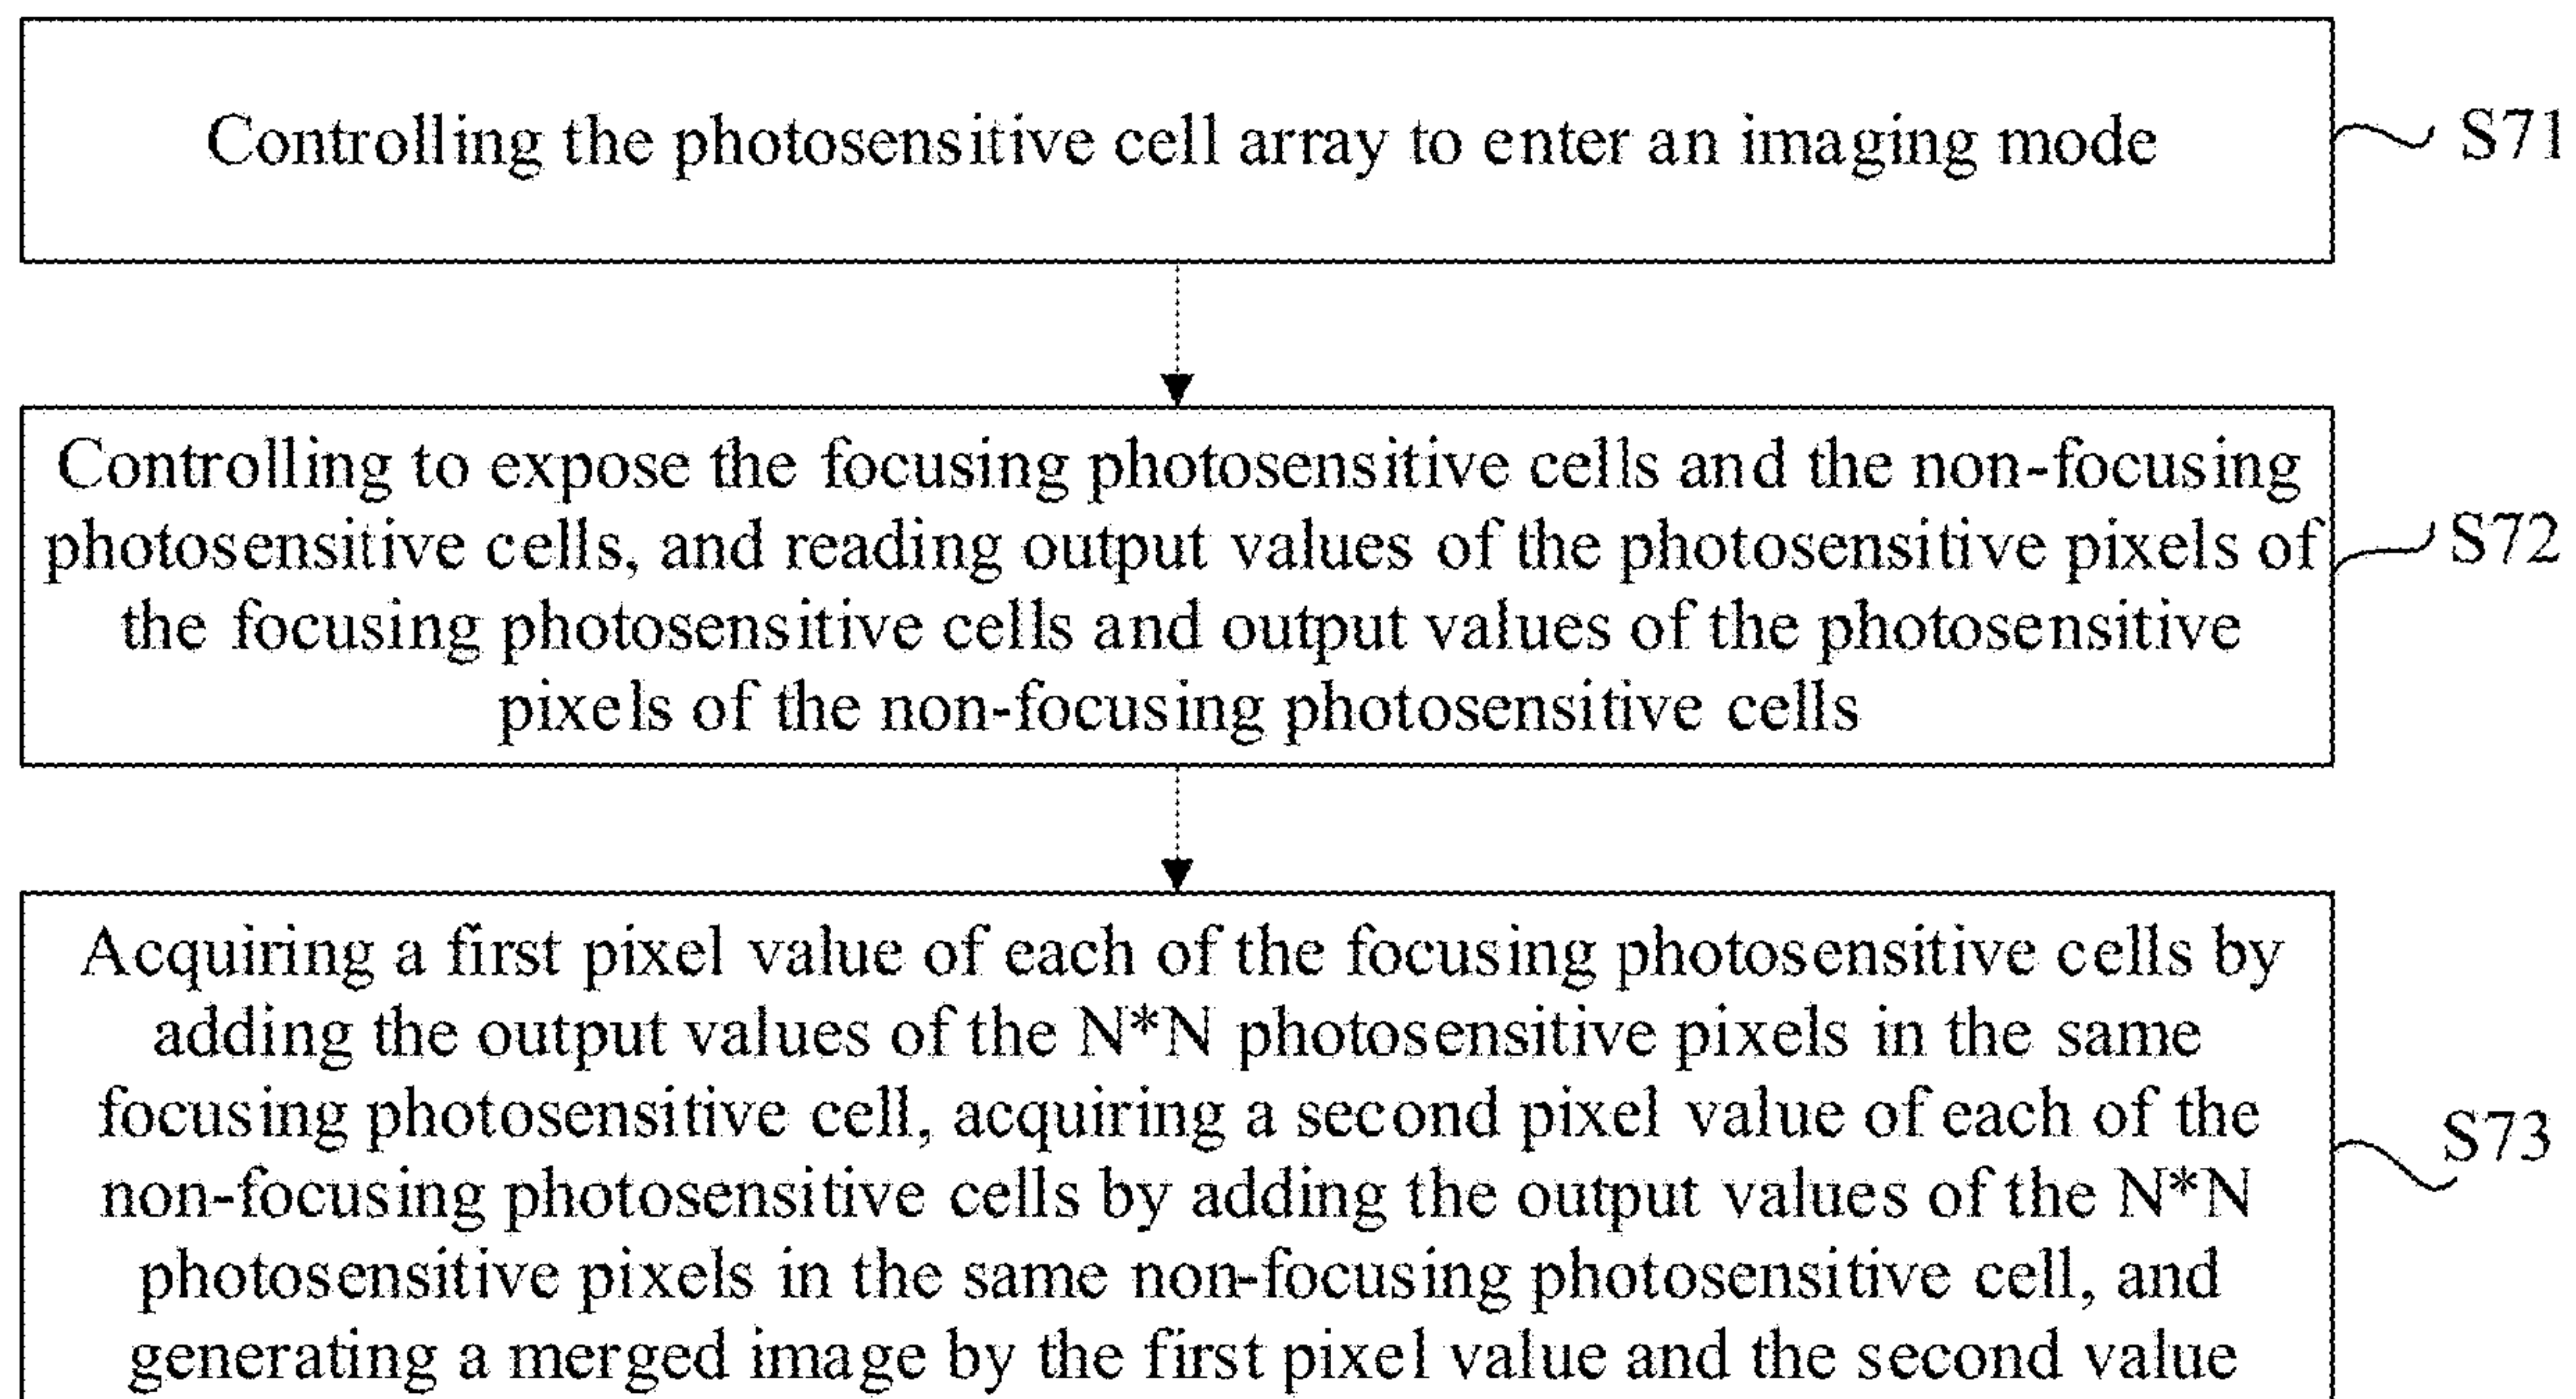 Controlling the photosensitive cell array to enter an imaging mode
S71
Controlling to expose the focusing photosensitive cells and the non-focusing
photosensitive cells, and reading output values of the photosensitive pixels of
the focusing photosensitive cells and output values of the photosensitive
pixels of the non-focusing photosensitive cells
S72
Acquiring a first pixel value of each of the focusing photosensitive cells by
adding the output values of the N*N photosensitive pixels in the same
focusing photosensitive cell, acquiring a second pixel value of each of the
non-focusing photosensitive cells by adding the output values of the N*N
photosensitive pixels in the same non-focusing photosensitive cell, and
generating a merged image by the first pixel value and the second value
S73